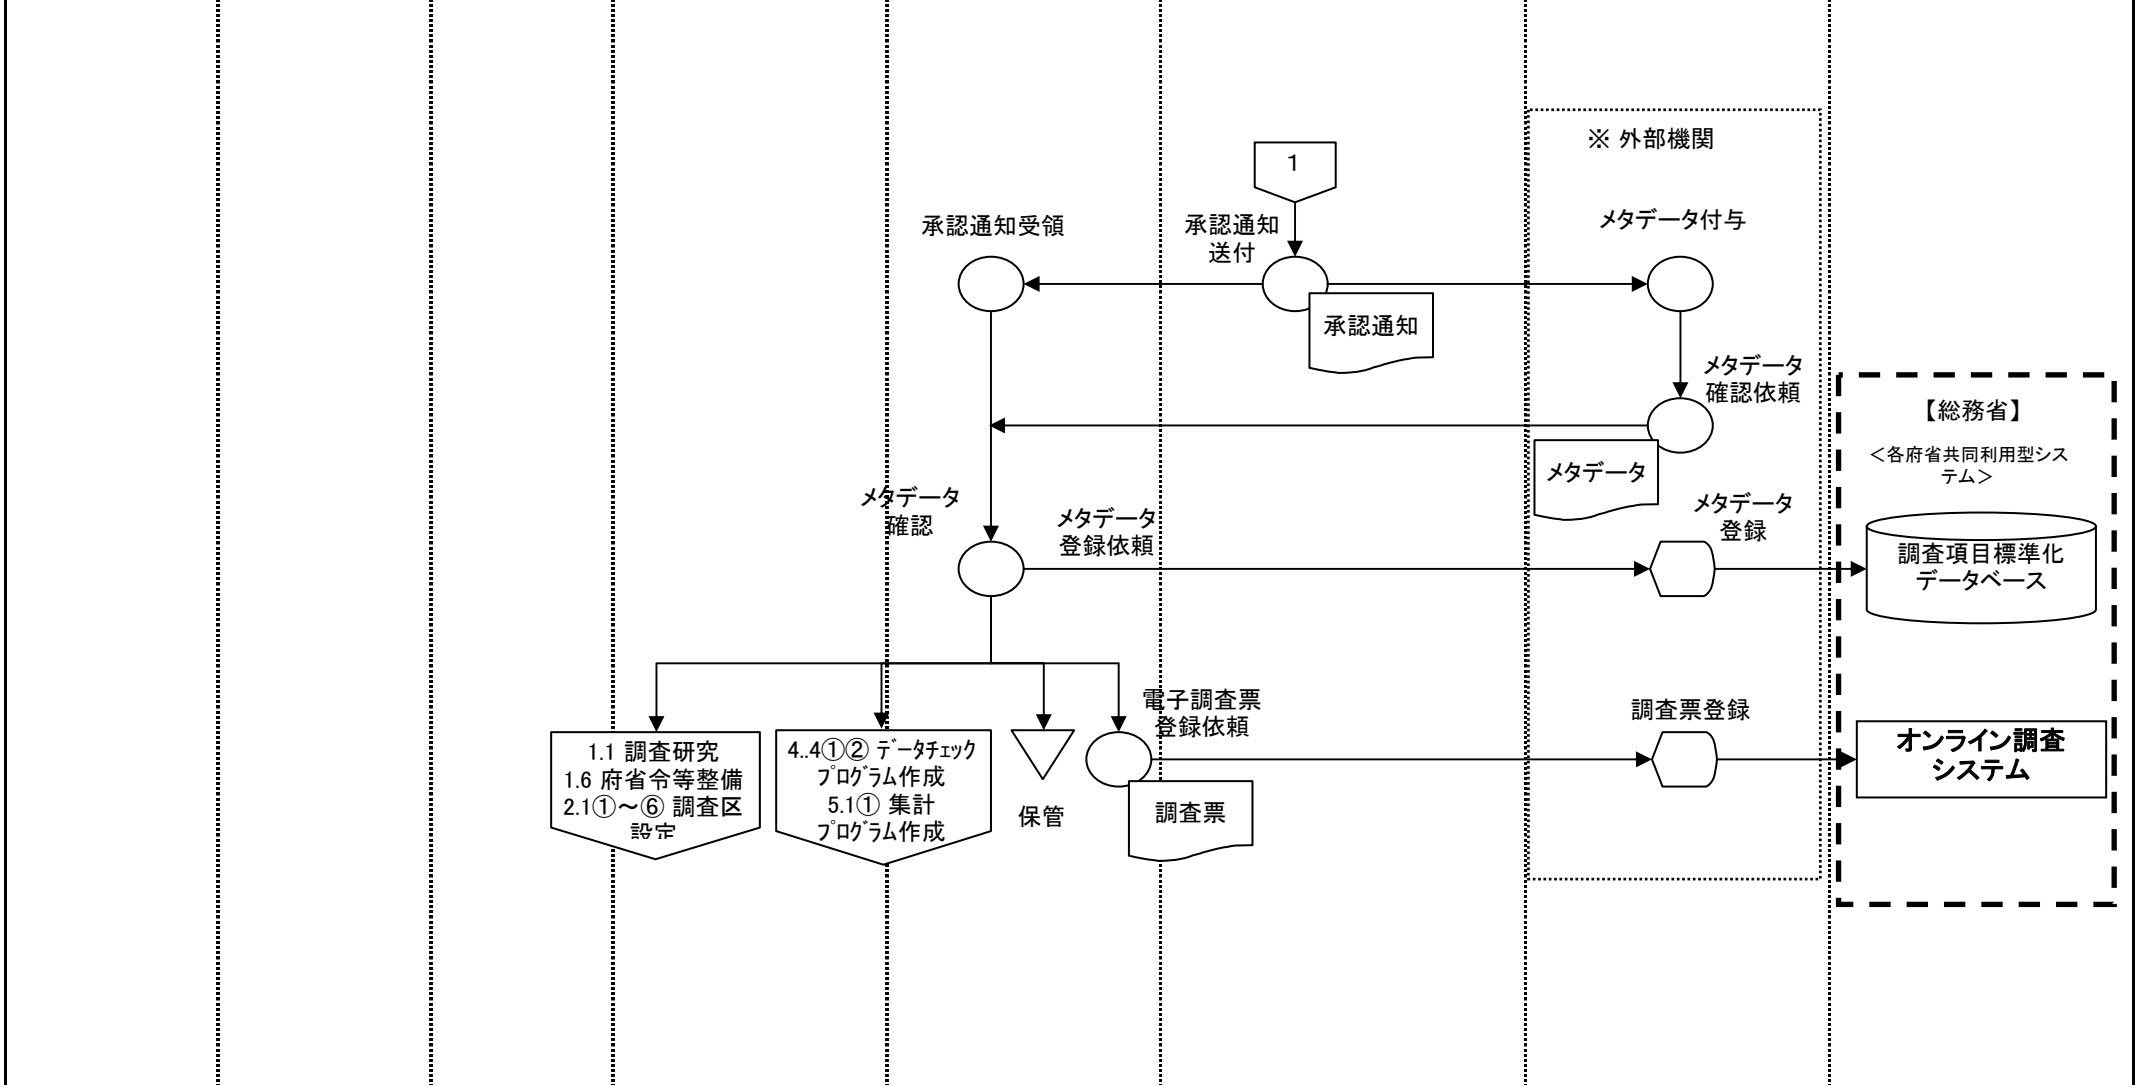 ※ 外部機関
1
承認通知受領
承認通知
送付
メタデータ付与
承認通知
メタデータ
確認依頼
【総務省】
＜各府省共同利用型シス
テム＞
メタデータ
メタデータ
確認
メタデータ
登録依頼
メタデータ
登録
調査項目標準化
データベース
電子調査票
登録依頼
調査票登録
オンライン調査
システム
1.1 調査研究
1.6 府省令等整備
2.1①～⑥ 調査区
設定
4..4①② ﾃﾞｰﾀﾁｪｯｸ
ﾌﾟﾛｸﾞﾗﾑ作成
5.1① 集計
ﾌﾟﾛｸﾞﾗﾑ作成
保管
調査票